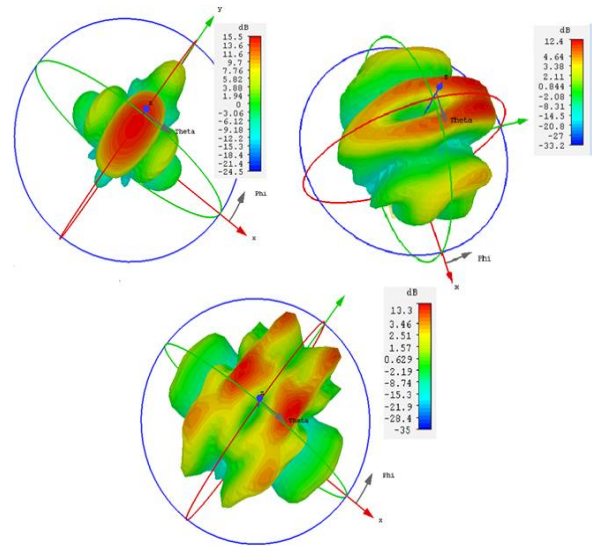 y
dB
15.5
13.6
9.7
7.76
5.82
3.88
1.94
0
-3.06
-6.12
-9.18
-12.2
-15.3
-18.4
-24.5
Theta
Phi
x
dB
12.4
4.64
3.38
2.11
0.844
-2.08
-8.31
-14.5
-20.8
-27
-33.2
z
Theta
Phi
x
dB
13.3
3.46
2.51
1.57
0.629
-2.19
-8.74
-15.3
-21.9
-28.4
-35
Theta
Phi
x